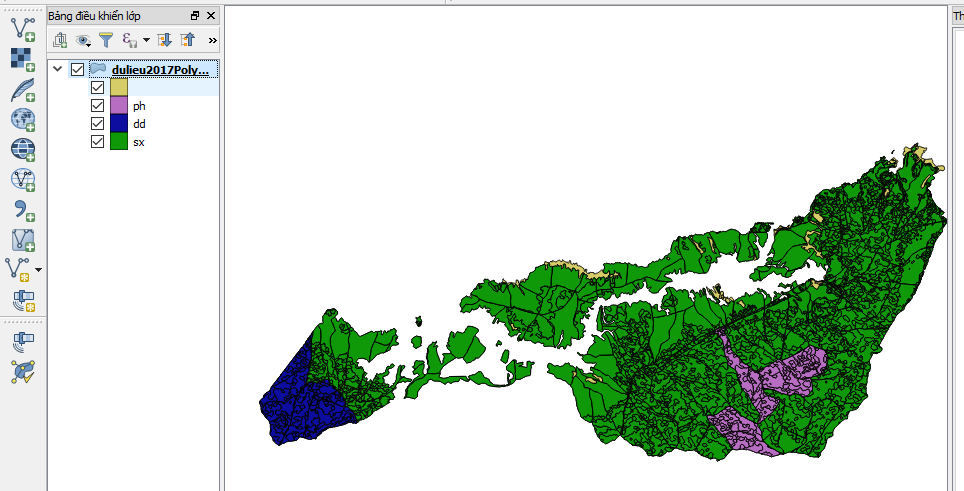 Bảng điều khiển lớp
Th
dulieu2017Poly...
ph
dd
sx